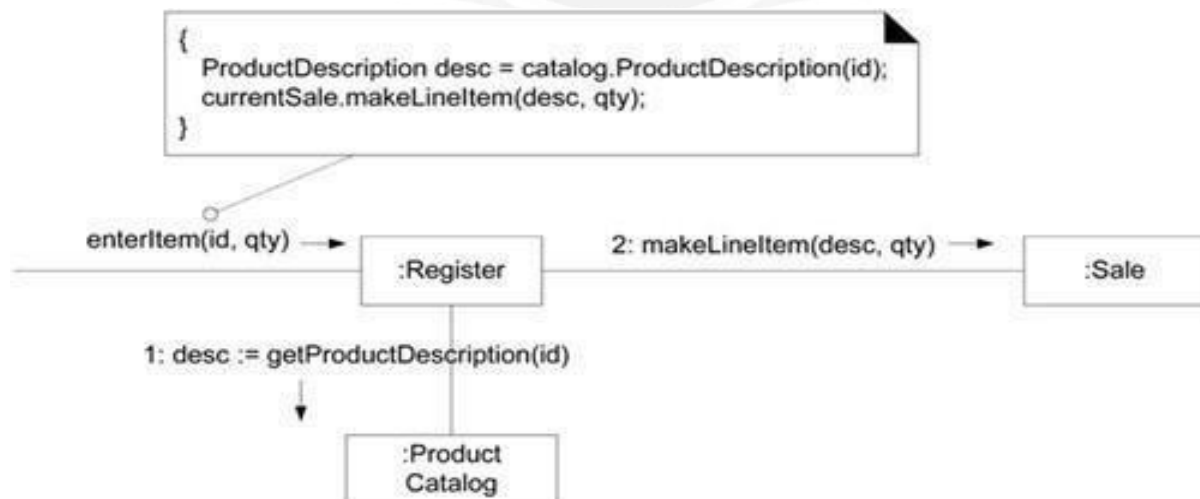 {
ProductDescription desc = catalog.ProductDescription(id);
currentSale.makeLineItem(desc, qty);
}
enterItem(id, qty)
2: makeLineItem(desc, qty)
:Register
:Sale
1: desc := getProductDescription(id)
:Product
Catalog